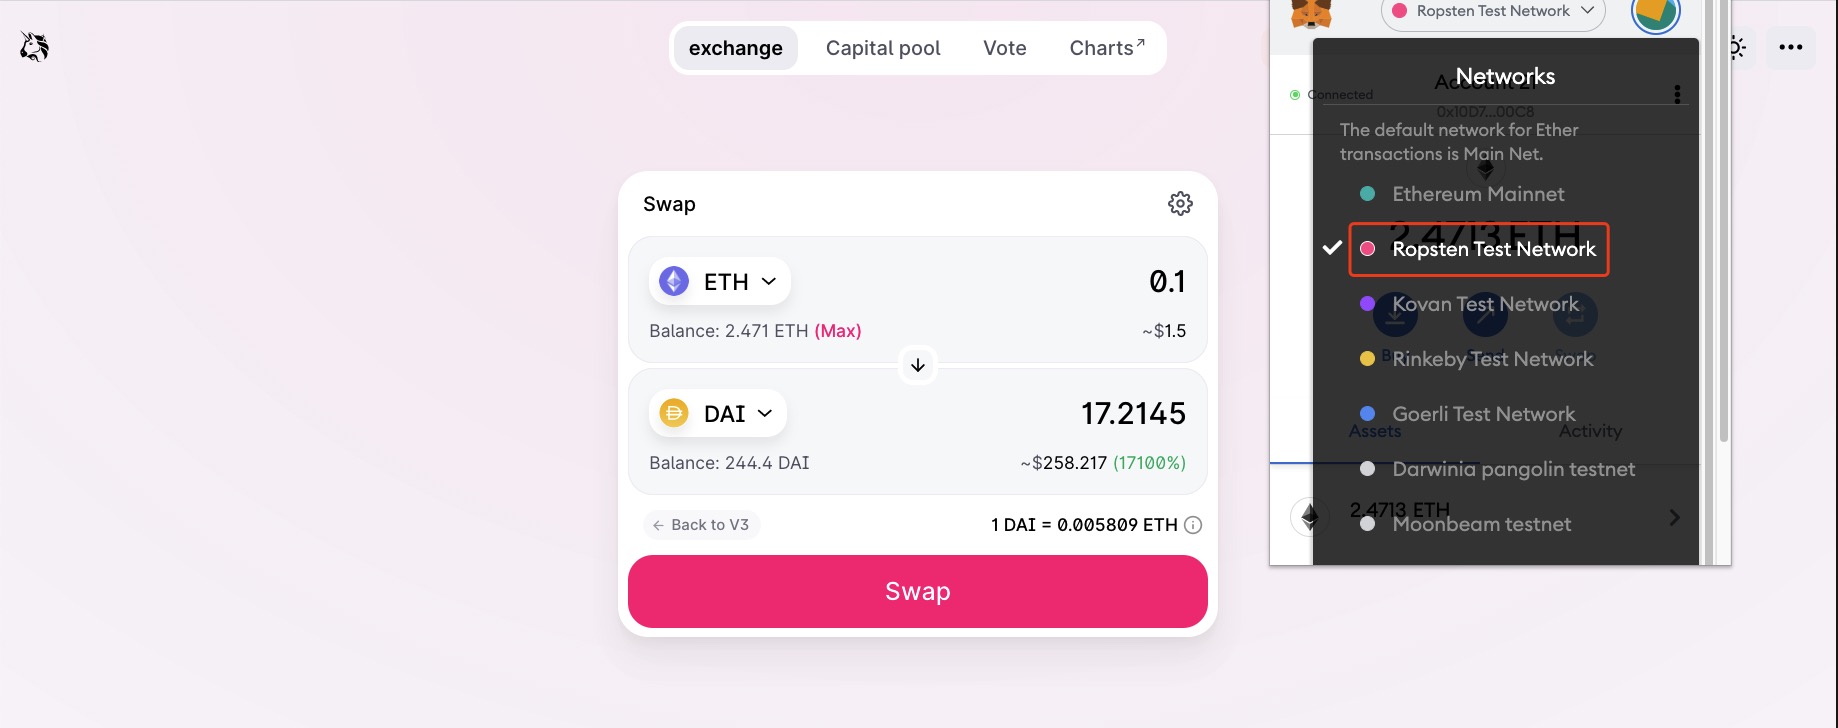 exchange
Capital pool
Vote
Charts↗
Ropsten Test Network
Networks
Connected
0x10D7...00C8
The default network for Ether
transactions is Main Net.
Ethereum Mainnet
2.4713 ETH
Ropsten Test Network
Kovan Test Network
Rinkeby Test Network
Goerli Test Network
Assets
Activity
Darwinia pangolin testnet
2.4713 ETH
Moonbeam testnet
Swap
ETH
0.1
Balance: 2.471 ETH (Max)
~$1.5
DAI
17.2145
Balance: 244.4 DAI
~$258.217 (17100%)
← Back to V3
1 DAI = 0.005809 ETH
Swap